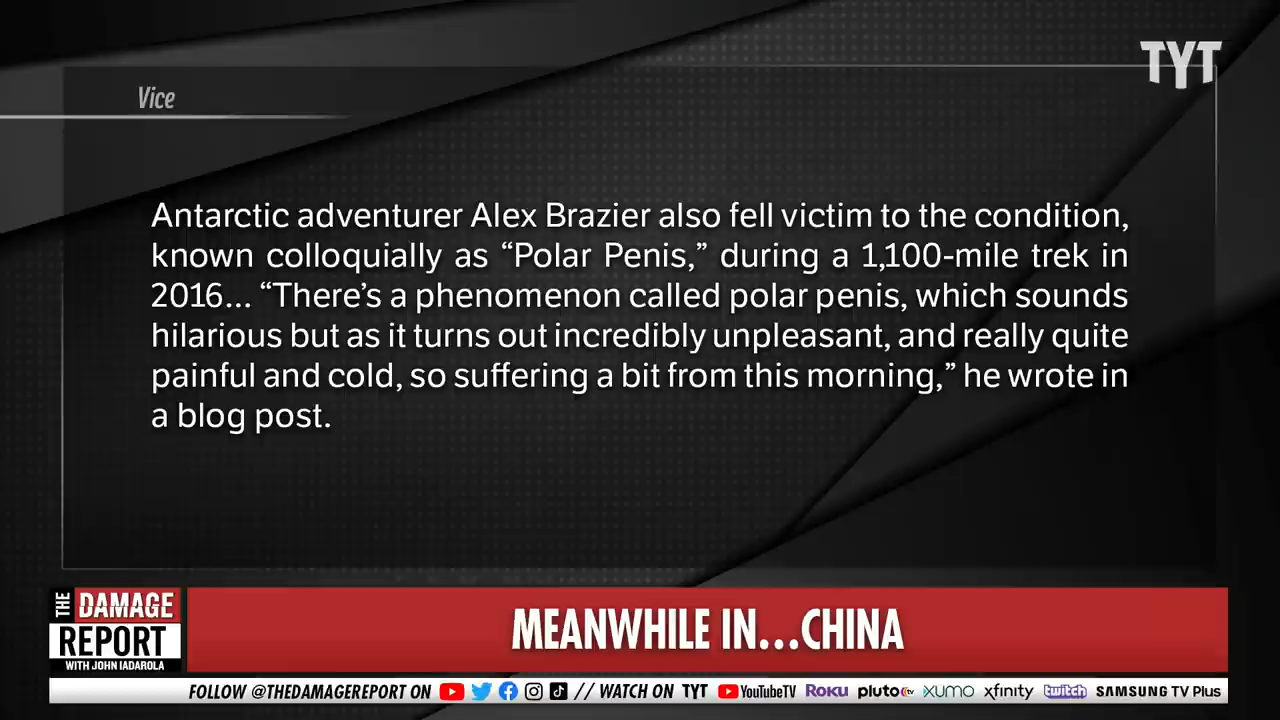 TYT
Vice
Antarctic adventurer Alex Brazier also fell victim to the condition,
known colloquially as “Polar Penis,” during a 1,100-mile trek in
2016... “There’s a phenomenon called polar penis, which sounds
hilarious but as it turns out incredibly unpleasant, and really quite
painful and cold, so suffering a bit from this morning,” he wrote in
a blog post.
THE DAMAGE
REPORT
WITH JOHN IADAROLA
MEANWHILE IN...CHINA
FOLLOW @THEDAMAGEREPORT ON // WATCH ON TYT YouTubeTV Roku pluto tv xumo xfinity twitch SAMSUNG TV Plus